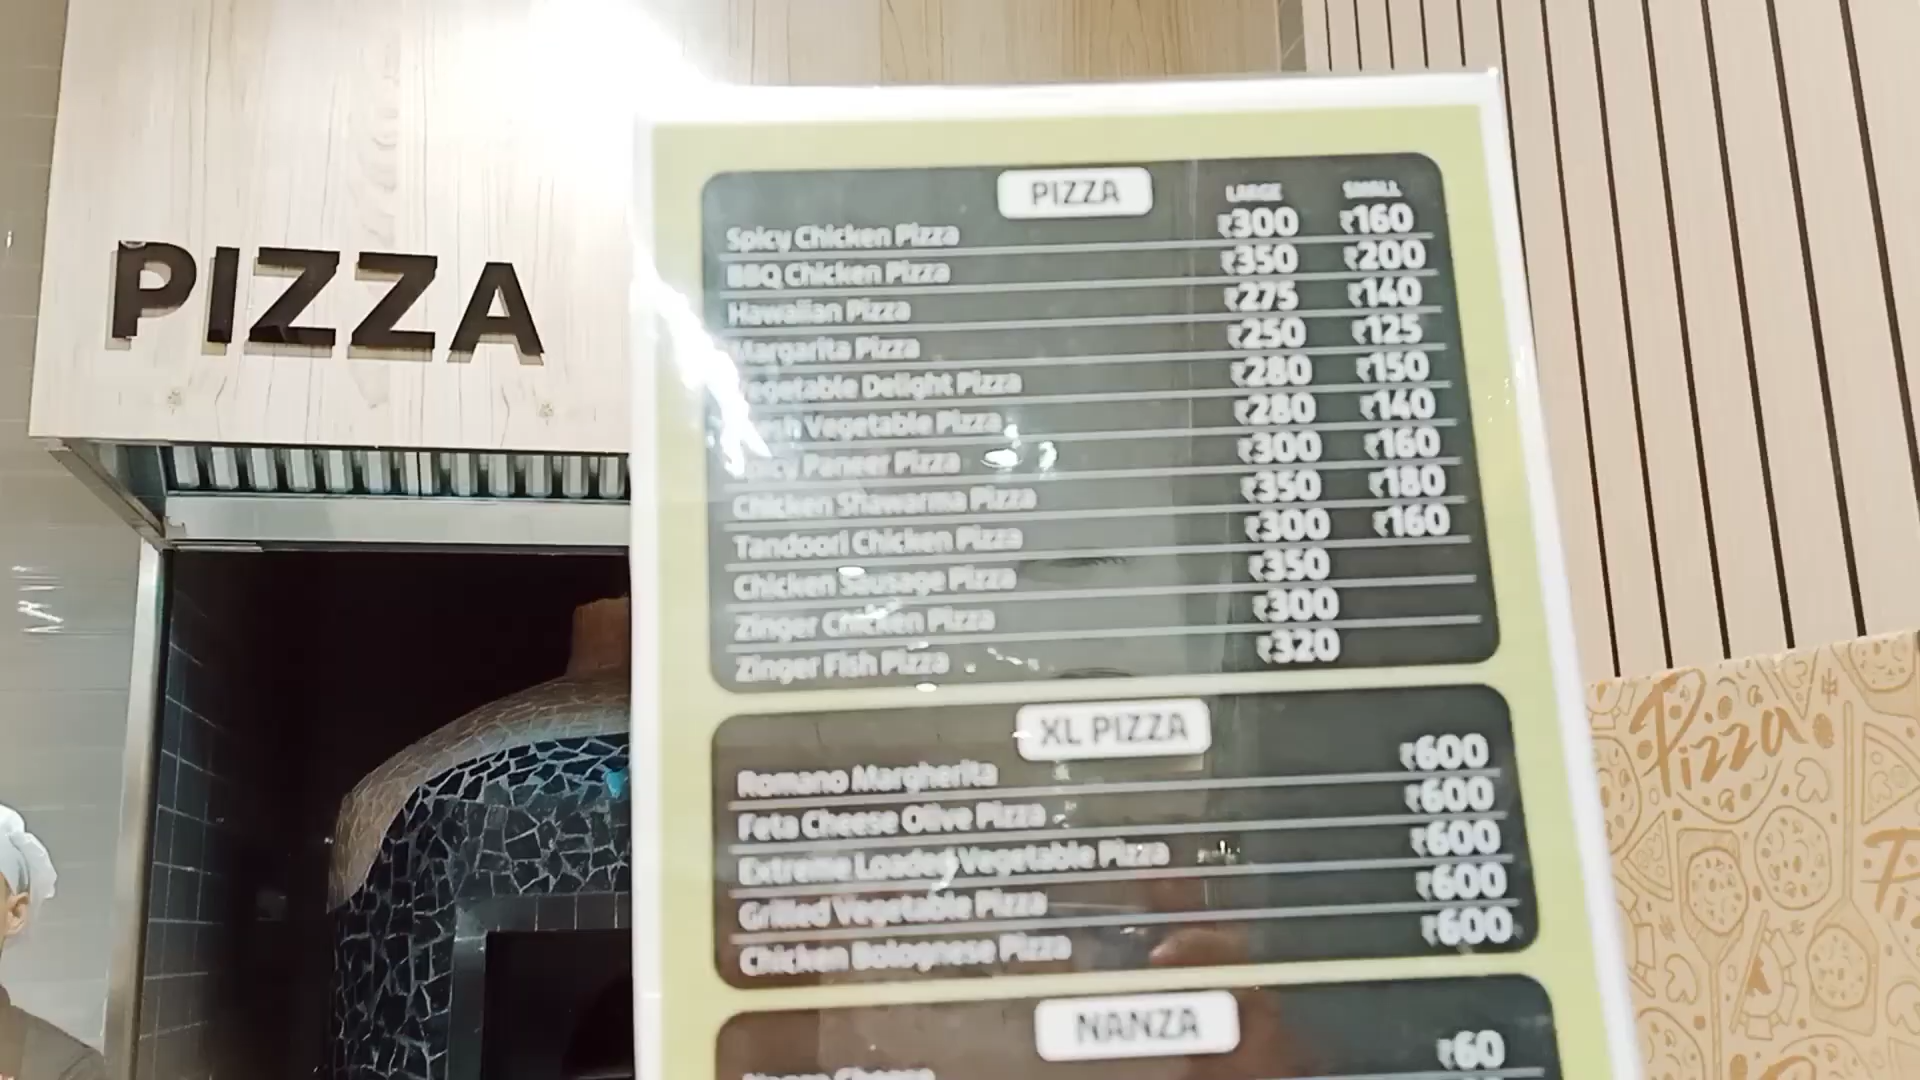 PIZZA
PIZZA
LARGE SMALL
Spicy Chicken Pizza ₹300 ₹160
BBQ Chicken Pizza ₹350 ₹200
Hawaiian Pizza ₹275 ₹140
Margarita Pizza ₹250 ₹125
Vegetable Delight Pizza ₹280 ₹150
Vegetable Pizza ₹280 ₹140
Spicy Paneer Pizza ₹300 ₹160
Chicken Shawarma Pizza ₹350 ₹180
Tandoori Chicken Pizza ₹300 ₹160
Chicken Sausage Pizza ₹350
Zinger Chicken Pizza ₹300
Zinger Fish Pizza ₹320
XL PIZZA
Romano Margherita ₹600
Feta Cheese Olive Pizza ₹600
Extreme Loaded Vegetable Pizza ₹600
Grilled Vegetable Pizza ₹600
Chicken Bolognese Pizza ₹600
NANZA
₹60
Pizza